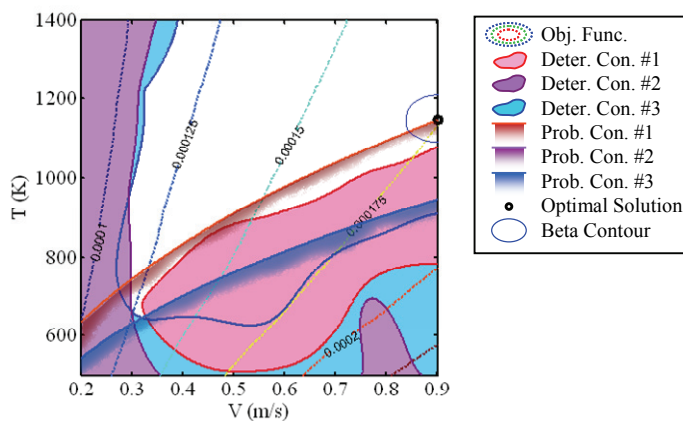 1400
1200
1000
800
600
T (K)
0.2
0.3
0.4
0.5
0.6
0.7
0.8
0.9
V (m/s)
0.0001
0.000125
0.00015
0.000175
0.0002
Obj. Func.
Deter. Con. #1
Deter. Con. #2
Deter. Con. #3
Prob. Con. #1
Prob. Con. #2
Prob. Con. #3
Optimal Solution
Beta Contour